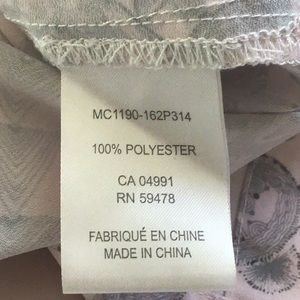 MC1190-162P314
100% POLYESTER
CA 04991
RN 59478
FABRIQUÉ EN CHINE
MADE IN CHINA